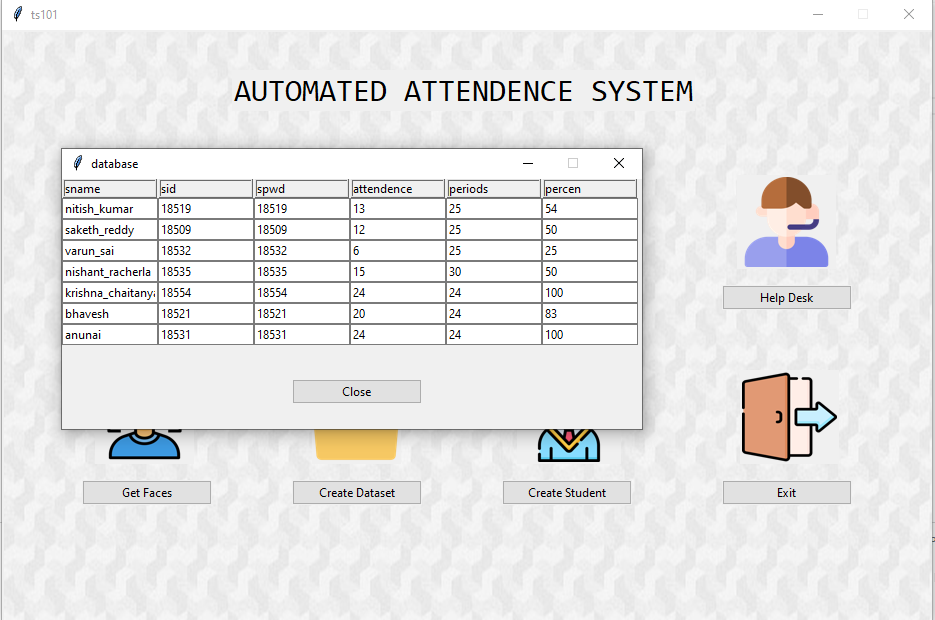 ts101
AUTOMATED ATTENDENCE SYSTEM
database
sname sid spwd attendence periods percen
nitish_kumar 18519 18519 13 25 54
saketh_reddy 18509 18509 12 25 50
varun_sai 18532 18532 6 25 25
nishant_racherla 18535 18535 15 30 50
krishna_chaitanya 18554 18554 24 24 100
bhavesh 18521 18521 20 24 83
anunai 18531 18531 24 24 100
Close
Help Desk
Get Faces Create Dataset Create Student Exit